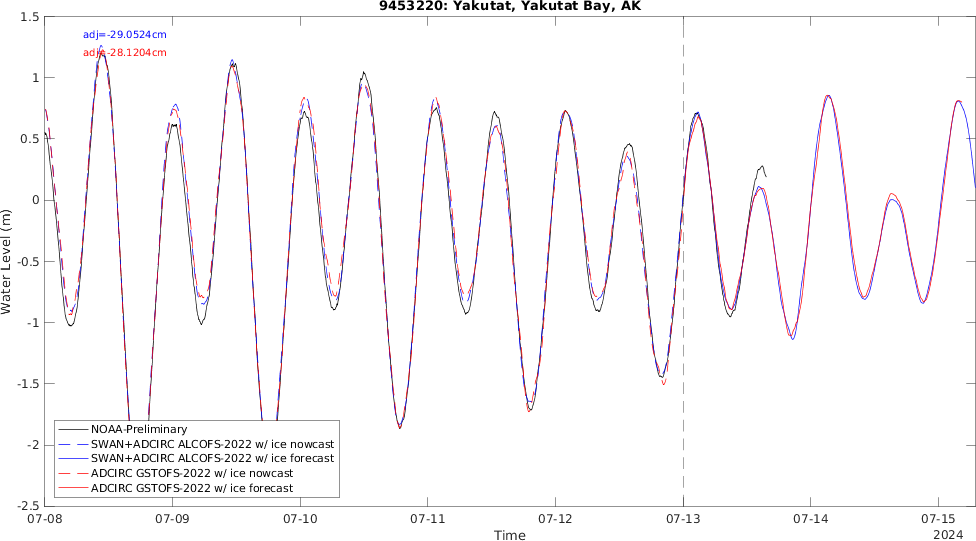 9453220: Yakutat, Yakutat Bay, AK
1.5
adj=-29.0524cm
adj=-28.1204cm
1
0.5
0
-0.5
-1
-1.5
-2
-2.5
Water Level (m)
NOAA-Preliminary
SWAN+ADCIRC ALCOFS-2022 w/ ice nowcast
SWAN+ADCIRC ALCOFS-2022 w/ ice forecast
ADCIRC GSTOFS-2022 w/ ice nowcast
ADCIRC GSTOFS-2022 w/ ice forecast
07-08 07-09 07-10 07-11 07-12 07-13 07-14 07-15
Time
2024